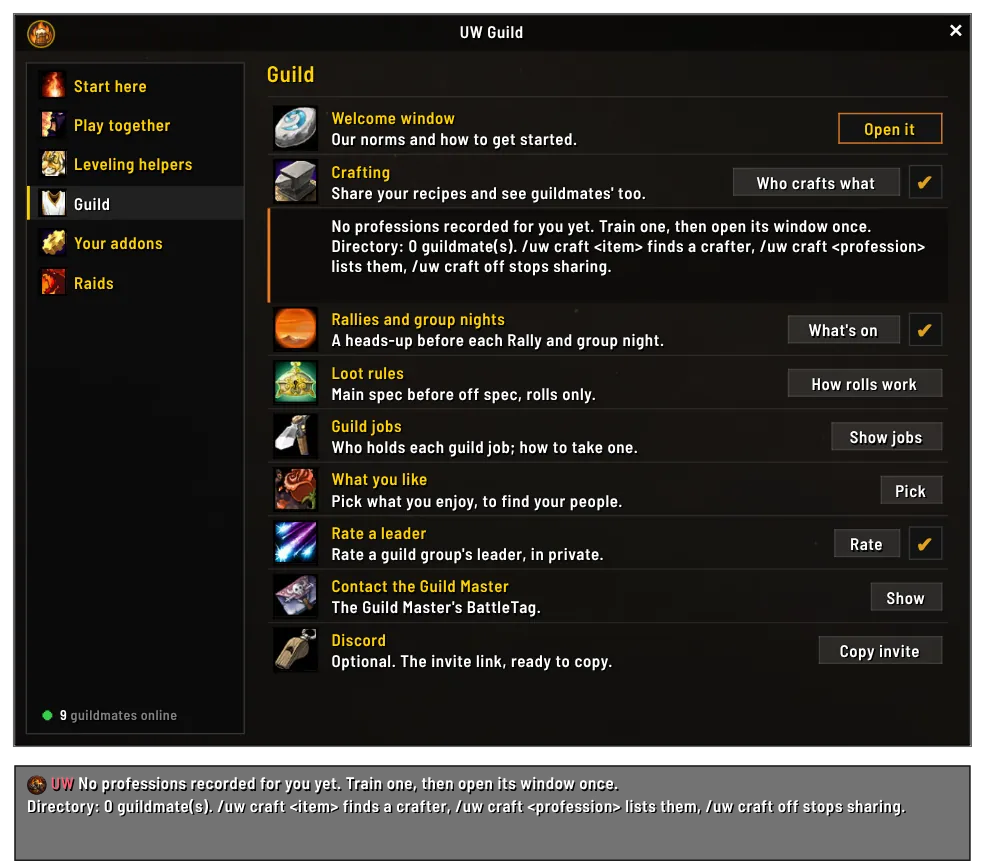 UW Guild
Start here
Play together
Leveling helpers
Guild
Your addons
Raids
9 guildmates online
Guild
Welcome window
Our norms and how to get started.
Open it
Crafting
Share your recipes and see guildmates' too.
Who crafts what
No professions recorded for you yet. Train one, then open its window once.
Directory: 0 guildmate(s). /uw craft <item> finds a crafter, /uw craft <profession>
lists them, /uw craft off stops sharing.
Rallies and group nights
A heads-up before each Rally and group night.
What's on
Loot rules
Main spec before off spec, rolls only.
How rolls work
Guild jobs
Who holds each guild job; how to take one.
Show jobs
What you like
Pick what you enjoy, to find your people.
Pick
Rate a leader
Rate a guild group's leader, in private.
Rate
Contact the Guild Master
The Guild Master's BattleTag.
Show
Discord
Optional. The invite link, ready to copy.
Copy invite
UW No professions recorded for you yet. Train one, then open its window once.
Directory: 0 guildmate(s). /uw craft <item> finds a crafter, /uw craft <profession> lists them, /uw craft off stops sharing.